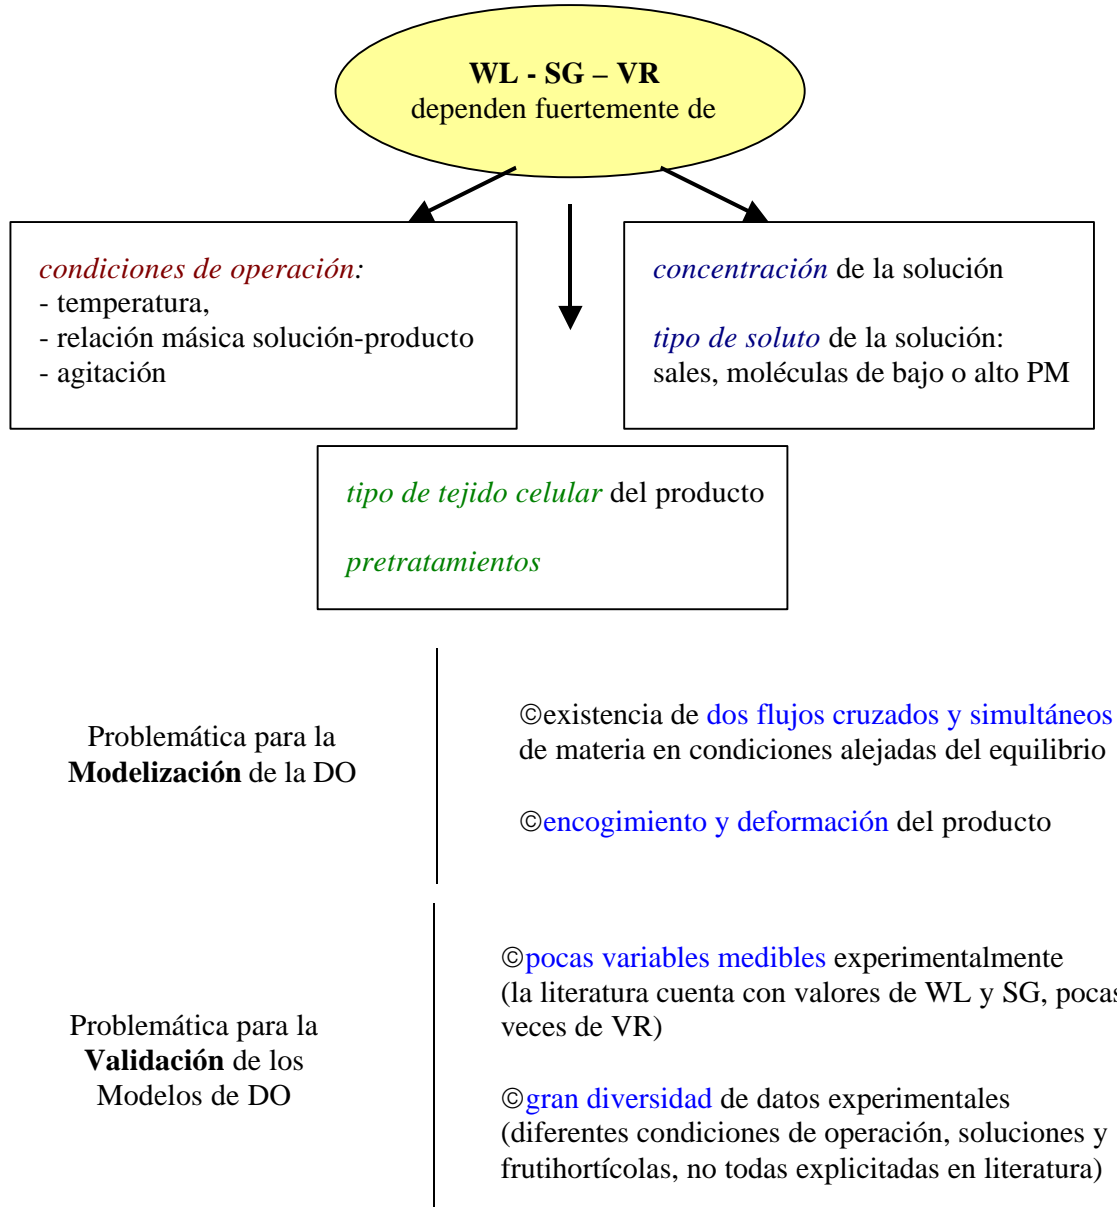 WL - SG – VR
dependen fuertemente de
condiciones de operación:
- temperatura,
- relación másica solución-producto
- agitación
concentración de la solución
tipo de soluto de la solución:
sales, moléculas de bajo o alto PM
tipo de tejido celular del producto
pretratamientos
Problemática para la
Modelización de la DO
©existencia de dos flujos cruzados y simultáneos
de materia en condiciones alejadas del equilibrio
©encogimiento y deformación del producto
Problemática para la
Validación de los
Modelos de DO
©pocas variables medibles experimentalmente
(la literatura cuenta con valores de WL y SG, pocas
veces de VR)
©gran diversidad de datos experimentales
(diferentes condiciones de operación, soluciones y
frutihortícolas, no todas explicitadas en literatura)